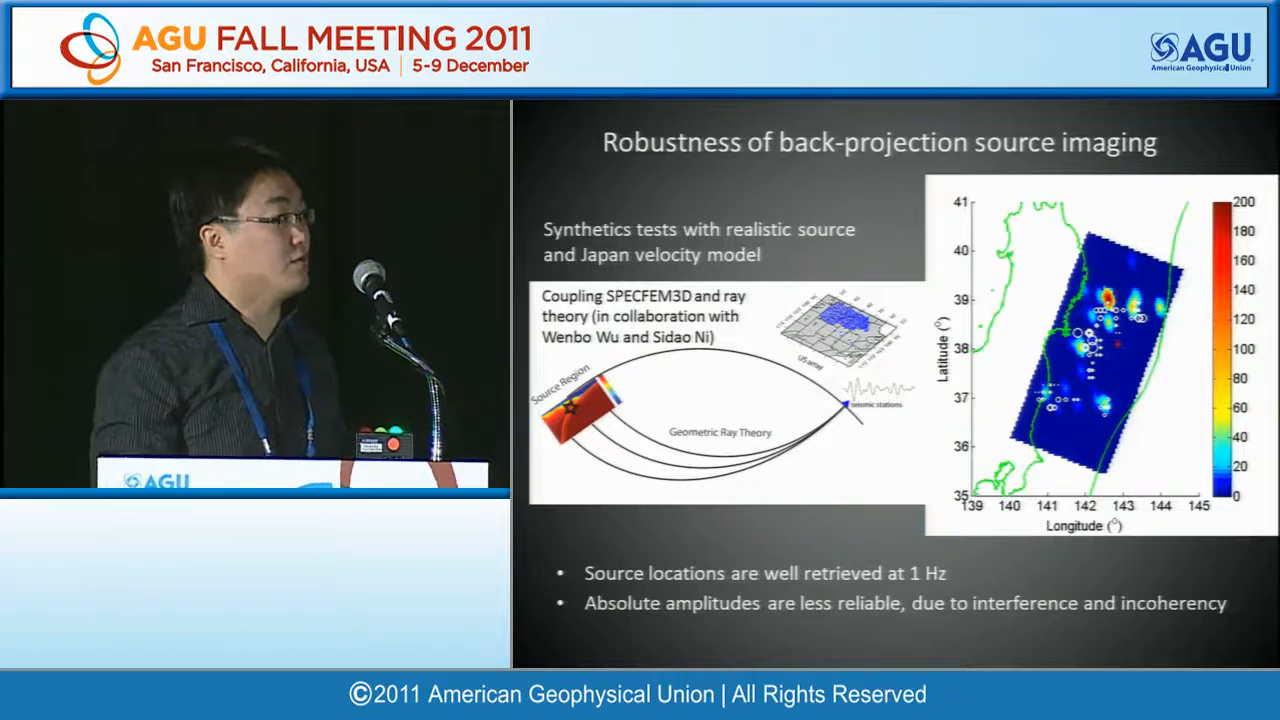 AGU FALL MEETING 2011
San Francisco, California, USA | 5-9 December
AGU
American Geophysical Union
Robustness of back-projection source imaging
Synthetics tests with realistic source
and Japan velocity model
Coupling SPECFEM3D and ray
theory (in collaboration with
Wenbo Wu and Sidao Ni)
US array
Source Region
seismic stations
Geometric Ray Theory
41
40
39
38
37
36
35
Latitude (°)
139 140 141 142 143 144 145
Longitude (°)
200
180
160
140
120
100
80
60
40
20
0
AGU
• Source locations are well retrieved at 1 Hz
• Absolute amplitudes are less reliable, due to interference and incoherency
©2011 American Geophysical Union | All Rights Reserved